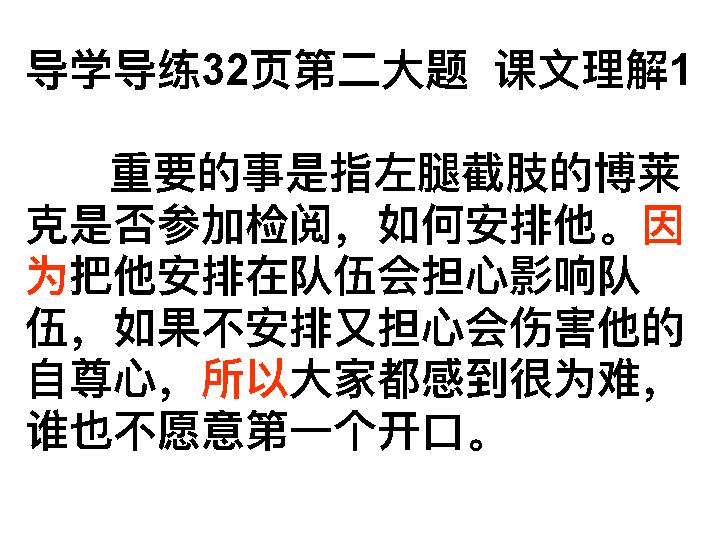 导学导练32页第二大题 课文理解1
重要的事是指左腿截肢的博莱
克是否参加检阅，如何安排他。因
为把他安排在队伍会担心影响队
伍，如果不安排又担心会伤害他的
自尊心，所以大家都感到很为难，
谁也不愿意第一个开口。